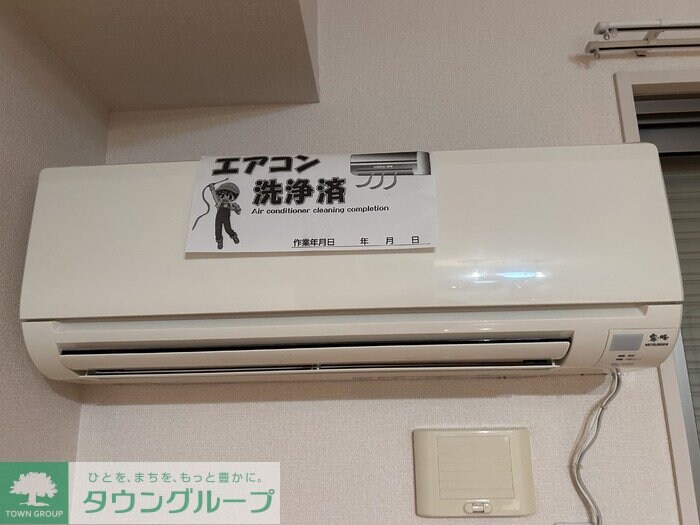 エアコン
洗浄済
Air conditioner cleaning completion
作業年月日 年 月 日
霧ヶ峰
MITSUBISHI
ひとを、まちを、もっと豊かに。
タウングループ
TOWN GROUP